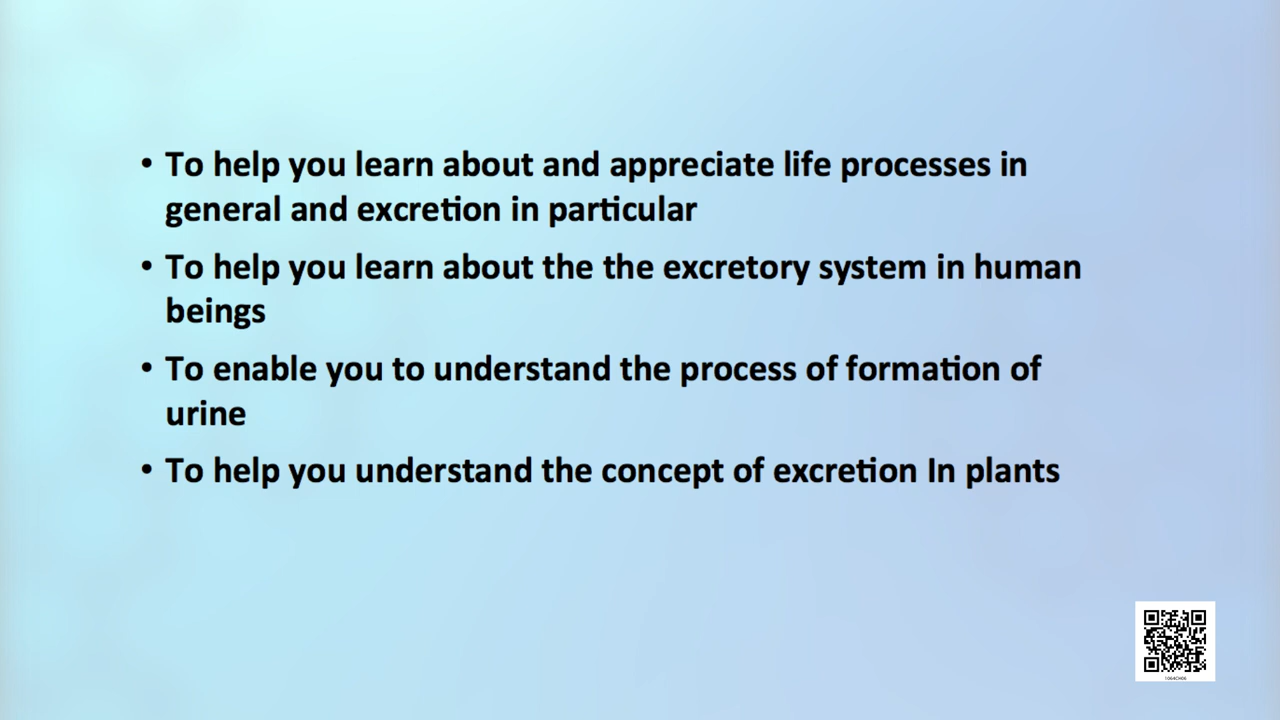 • To help you learn about and appreciate life processes in
general and excretion in particular
• To help you learn about the the excretory system in human
beings
• To enable you to understand the process of formation of
urine
• To help you understand the concept of excretion In plants
1064CH06